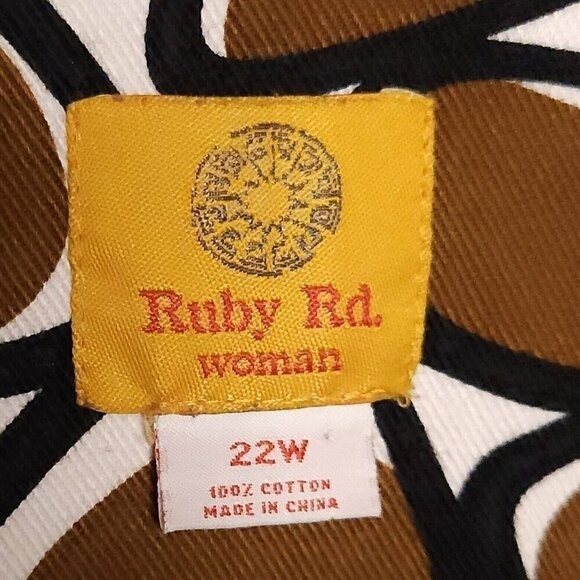 Ruby Rd.
woman
22W
100% COTTON
MADE IN CHINA